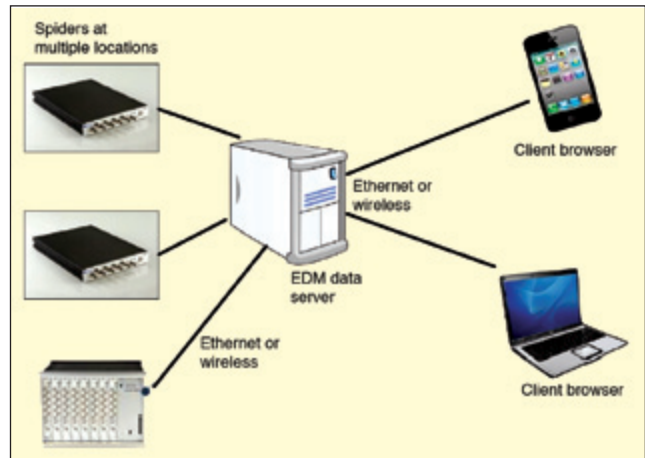 Spiders at
multiple locations
Client browser
Ethernet or
wireless
EDM data
server
Ethernet or
wireless
Client browser